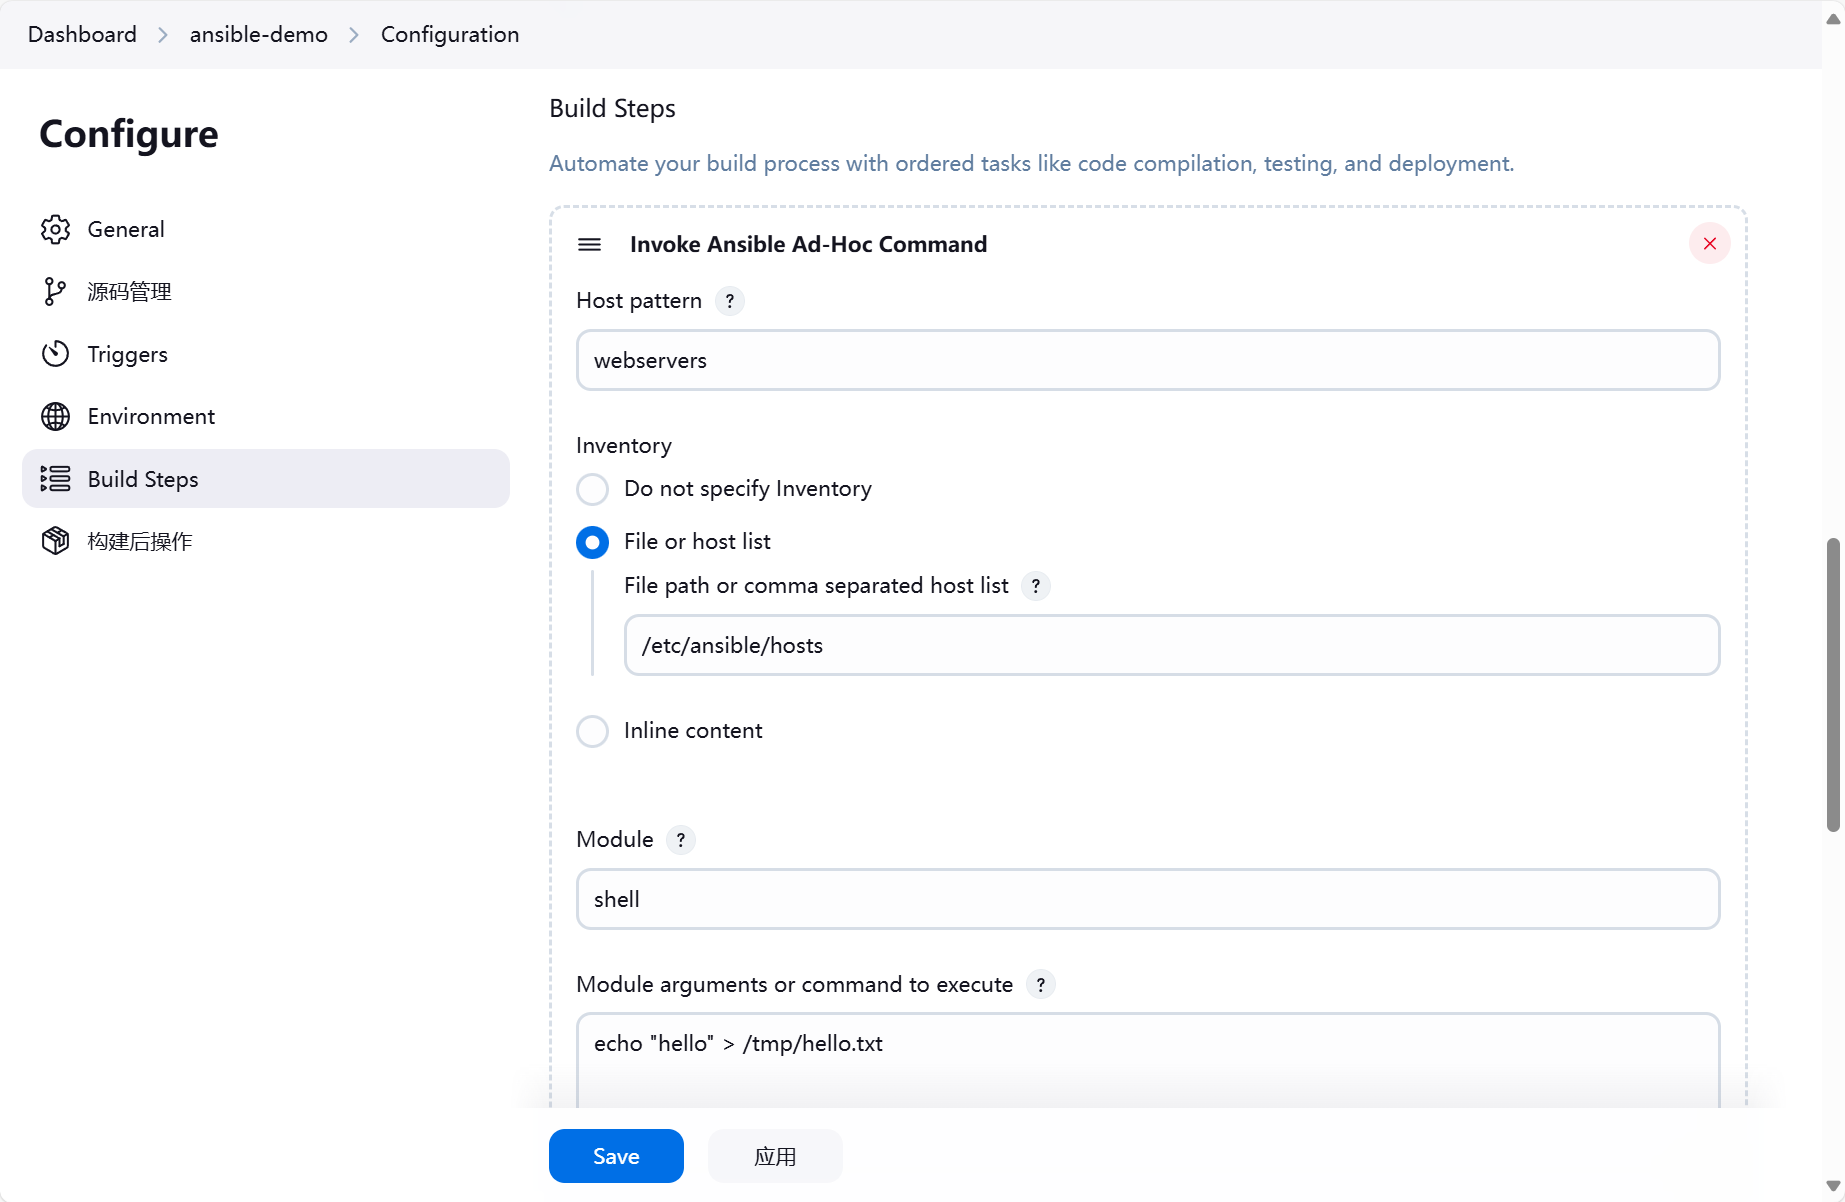 Dashboard > ansible-demo > Configuration
Configure
General
源码管理
Triggers
Environment
Build Steps
构建后操作
Build Steps
Automate your build process with ordered tasks like code compilation, testing, and deployment.
Invoke Ansible Ad-Hoc Command
Host pattern ?
webservers
Inventory
Do not specify Inventory
File or host list
File path or comma separated host list ?
/etc/ansible/hosts
Inline content
Module ?
shell
Module arguments or command to execute ?
echo "hello" > /tmp/hello.txt
Save 应用